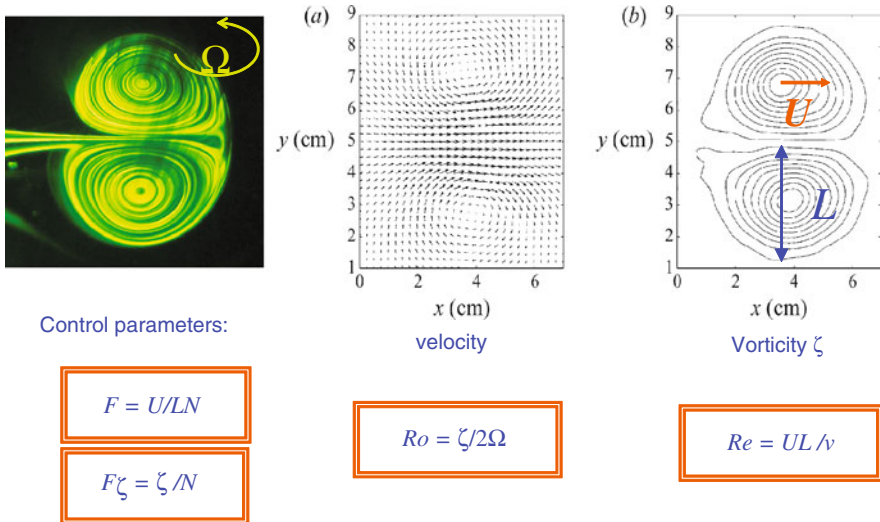 Ω
(a)
9
8
7
6
y (cm) 5
4
3
2
1
0 2 4 6
x (cm)
velocity
(b)
9
8
7
6
y (cm) 5
4
3
2
1
0 2 4 6
x (cm)
U
L
Vorticity ζ
Control parameters:
F = U/LN
Fζ = ζ /N
Ro = ζ/2Ω
Re = UL /ν